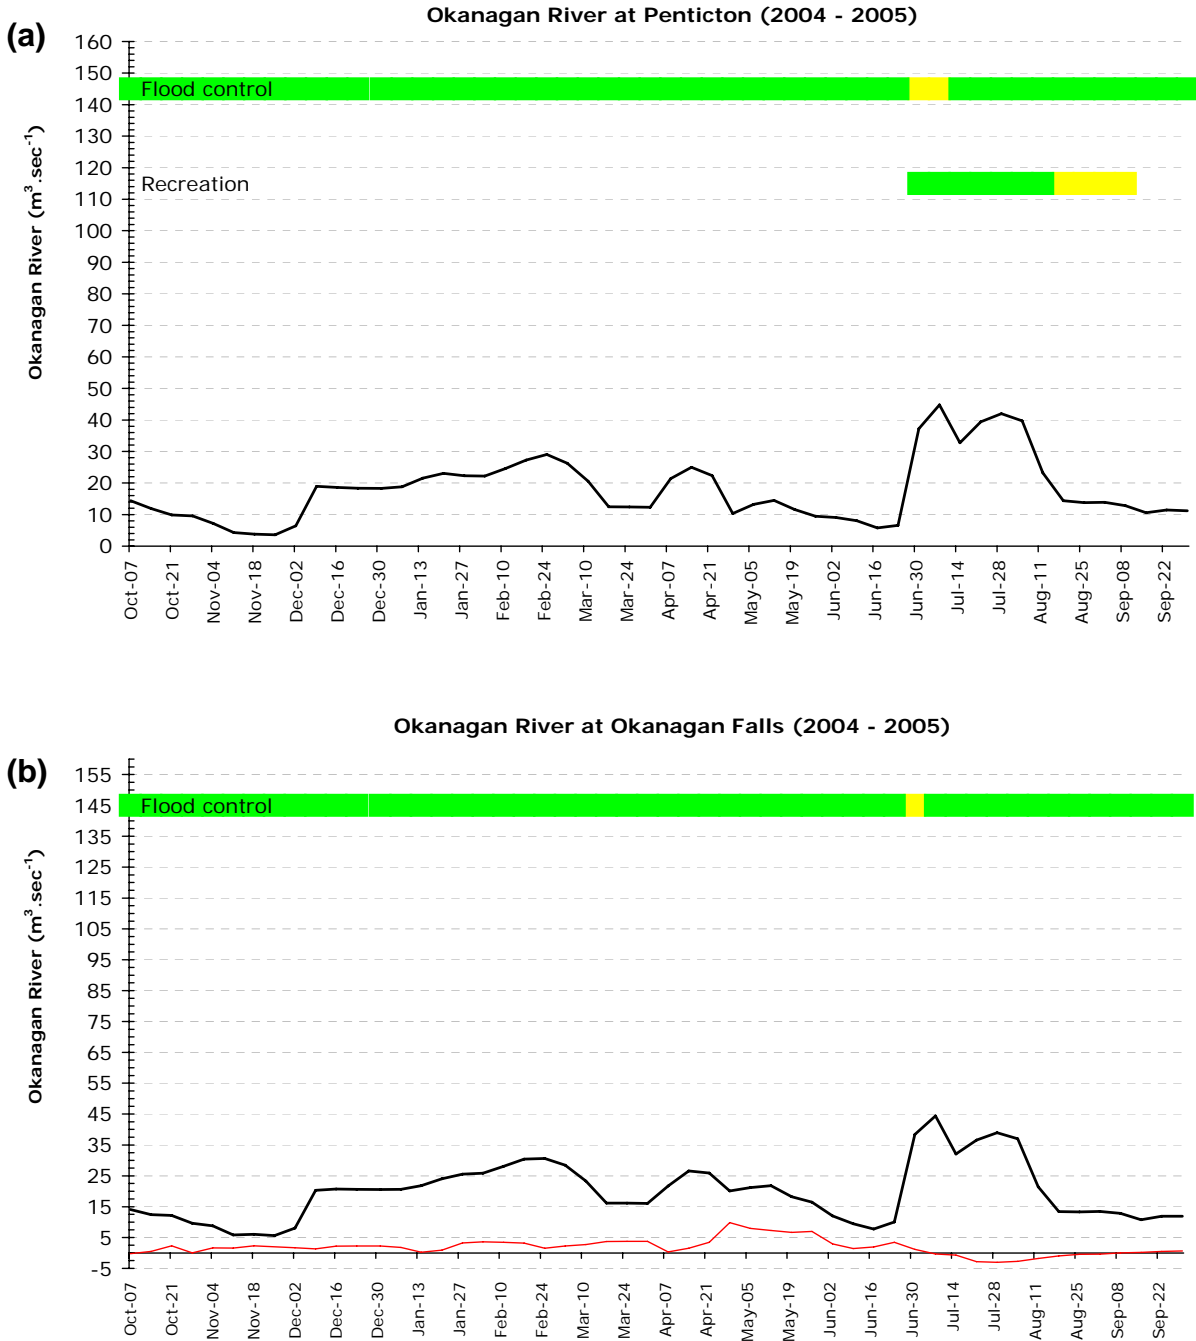 Okanagan River at Penticton (2004 - 2005)
(a)
Okanagan River (m³.sec⁻¹)
160
150
140
130
120
110
100
90
80
70
60
50
40
30
20
10
0
Flood control
Recreation
Oct-07
Oct-21
Nov-04
Nov-18
Dec-02
Dec-16
Dec-30
Jan-13
Jan-27
Feb-10
Feb-24
Mar-10
Mar-24
Apr-07
Apr-21
May-05
May-19
Jun-02
Jun-16
Jun-30
Jul-14
Jul-28
Aug-11
Aug-25
Sep-08
Sep-22
Okanagan River at Okanagan Falls (2004 - 2005)
(b)
Okanagan River (m³.sec⁻¹)
155
145
135
125
115
105
95
85
75
65
55
45
35
25
15
5
-5
Flood control
Oct-07
Oct-21
Nov-04
Nov-18
Dec-02
Dec-16
Dec-30
Jan-13
Jan-27
Feb-10
Feb-24
Mar-10
Mar-24
Apr-07
Apr-21
May-05
May-19
Jun-02
Jun-16
Jun-30
Jul-14
Jul-28
Aug-11
Aug-25
Sep-08
Sep-22